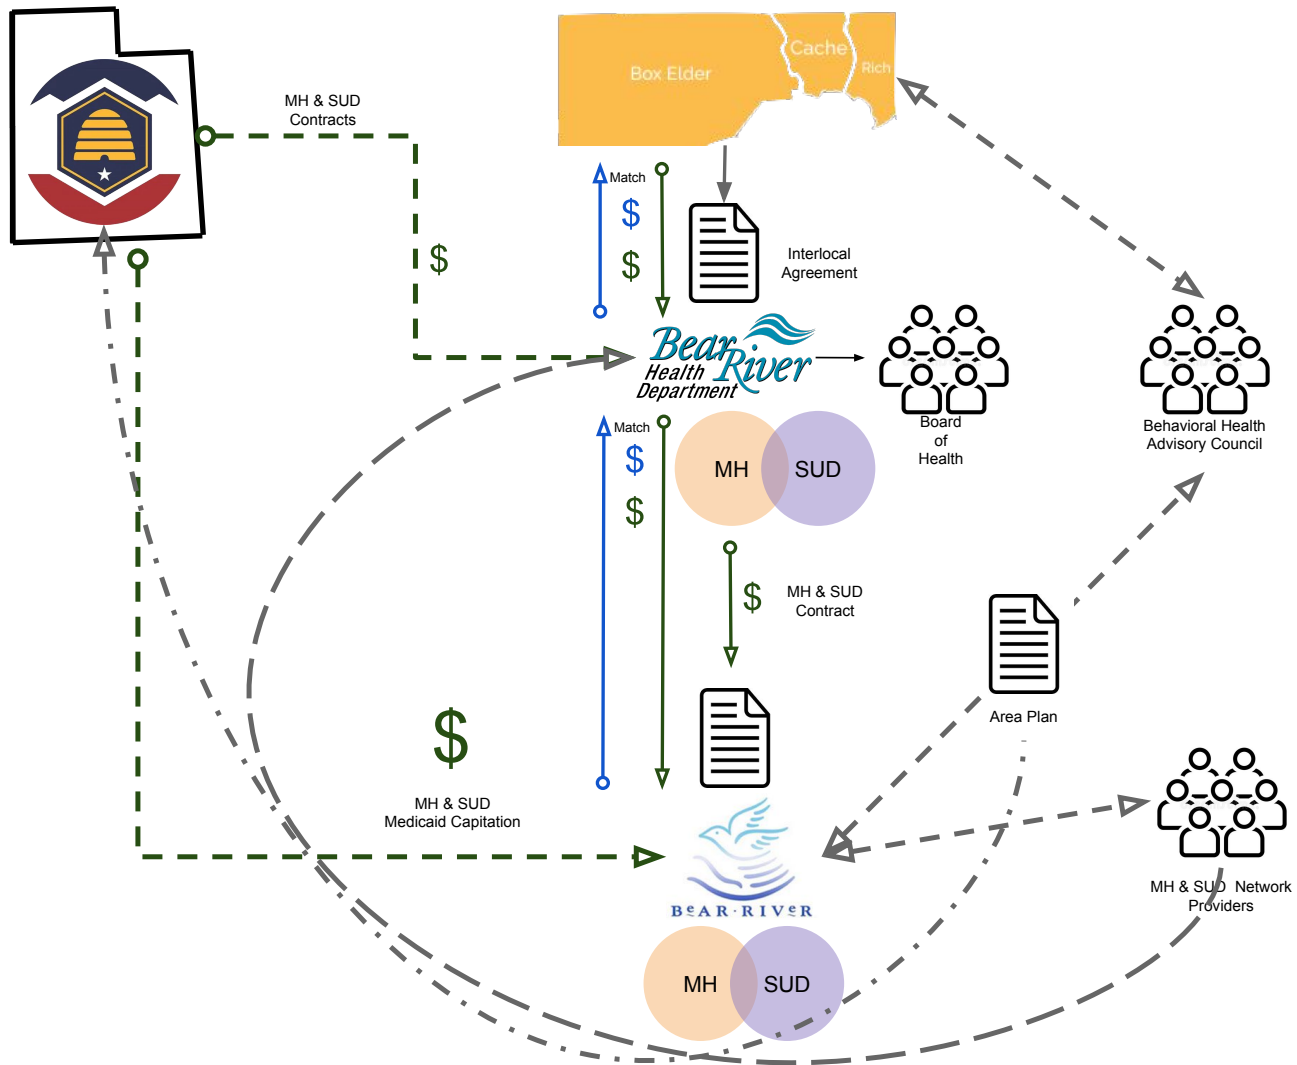 MH & SUD
Contracts
Box Elder
Cache
Rich
Match
$
$
$
Interlocal
Agreement
Bear
River
Health
Department
Board
of
Health
Behavioral Health
Advisory Council
Match
$
$
MH
SUD
$
MH & SUD
Contract
Area Plan
$
MH & SUD
Medicaid Capitation
BeAR·RIVeR
MH & SUD Network
Providers
MH
SUD